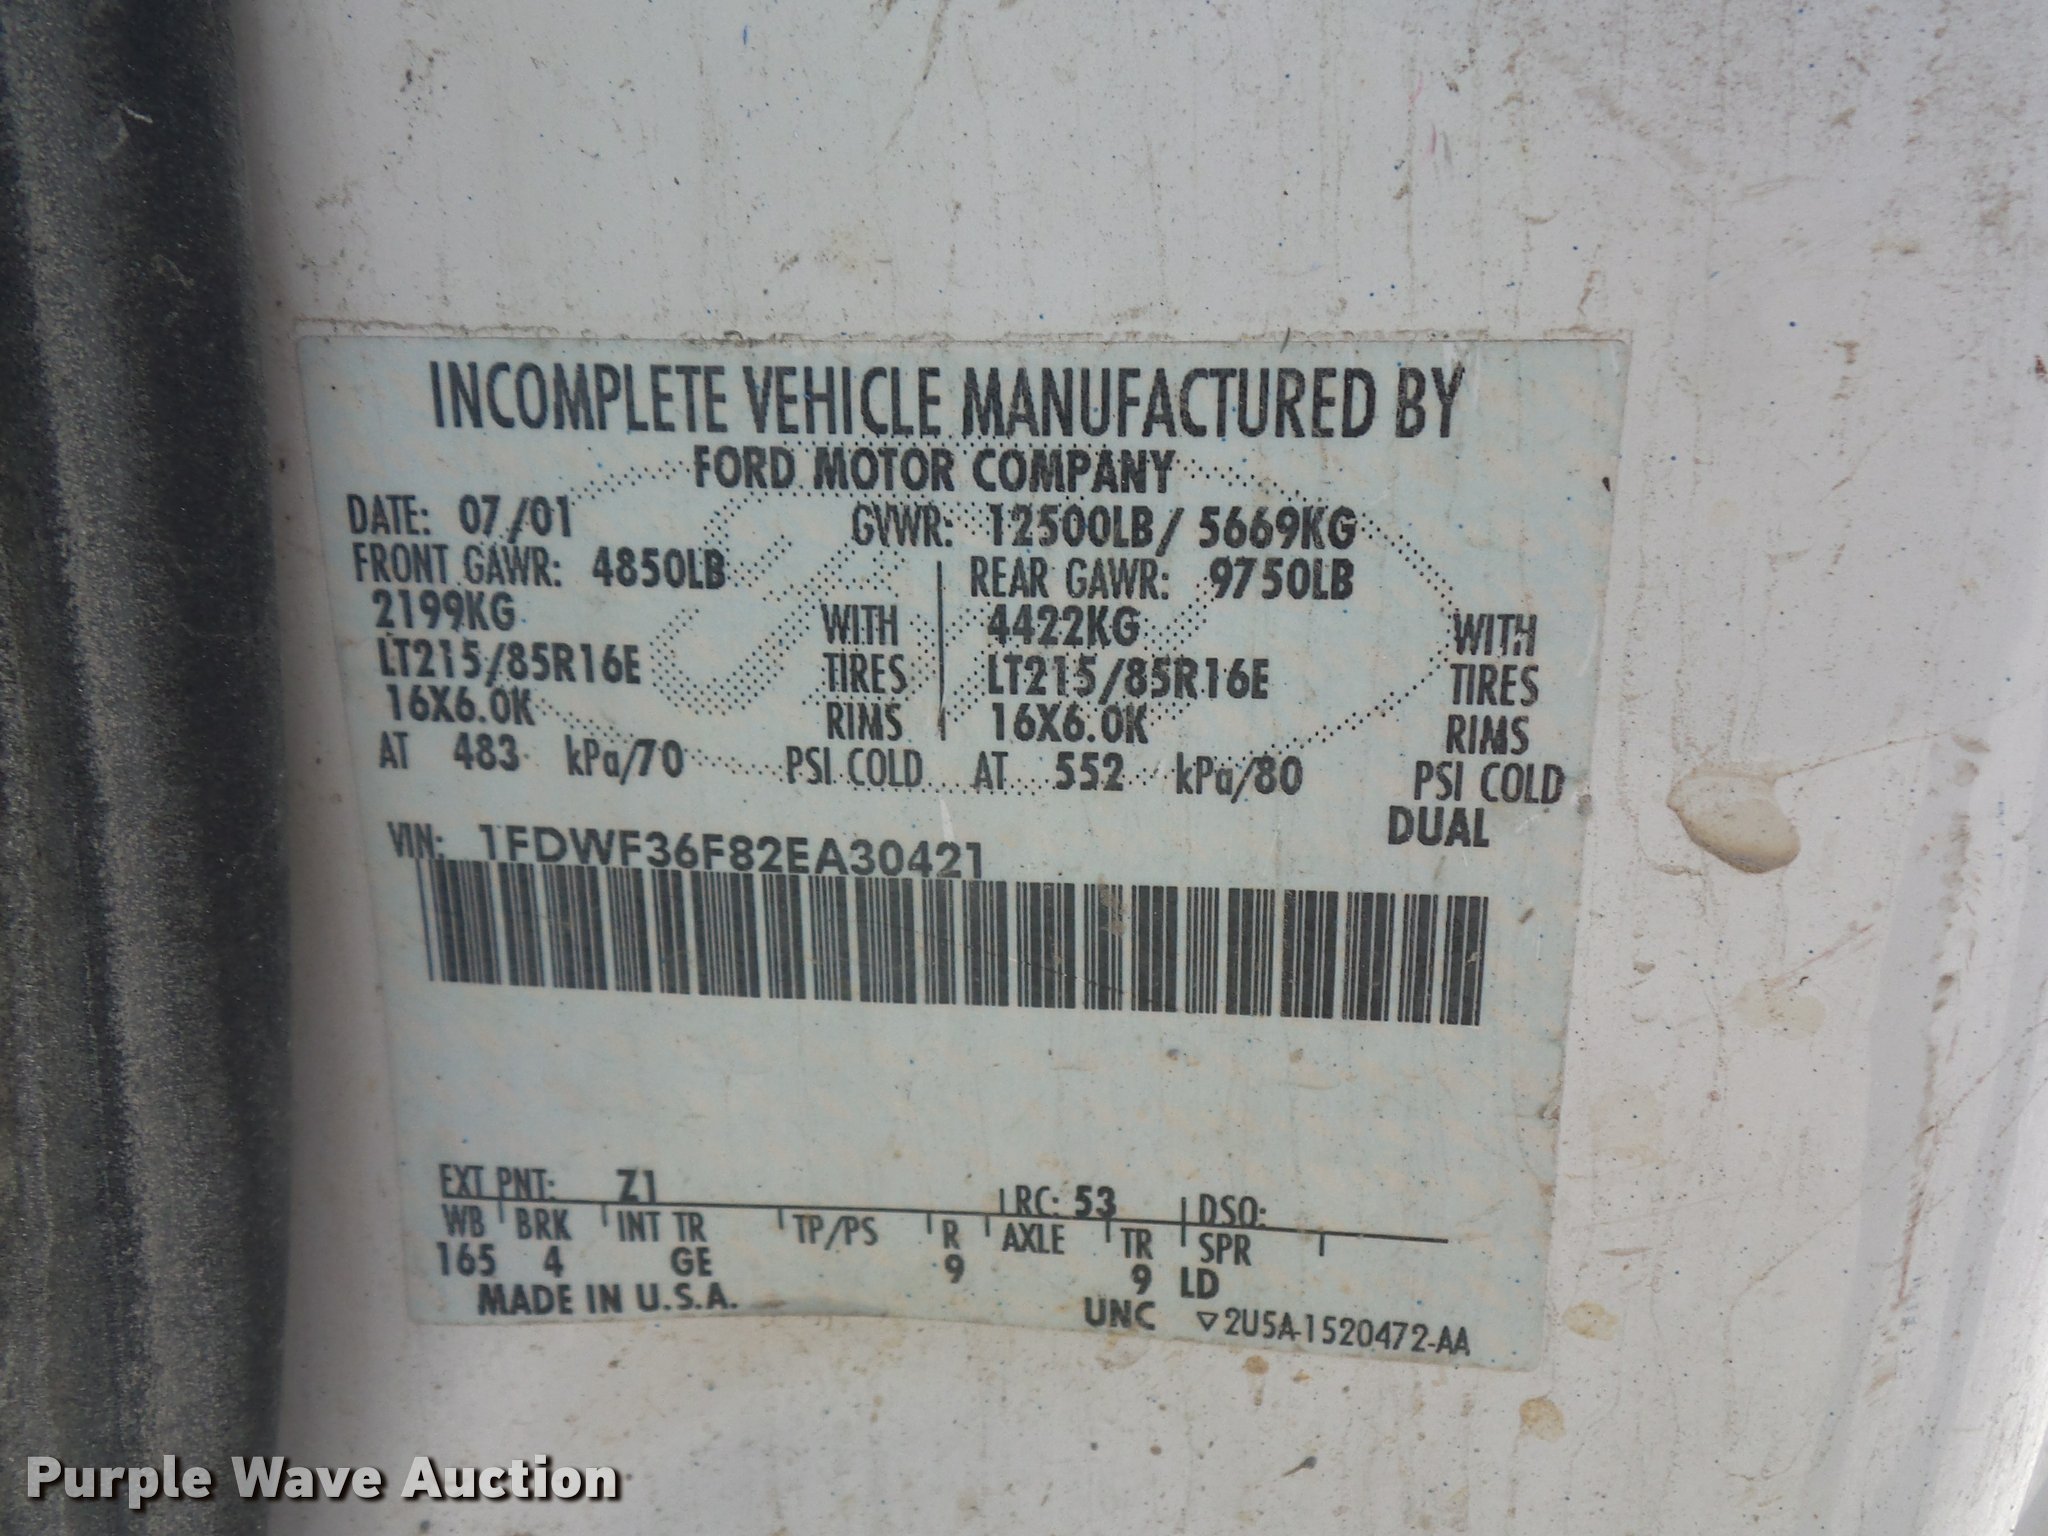 INCOMPLETE VEHICLE MANUFACTURED BY
FORD MOTOR COMPANY
DATE: 07/01 GVWR: 12500LB/ 5669KG
FRONT GAWR: 4850LB REAR GAWR: 9750LB
2199KG WITH 4422KG WITH
LT215/85R16E TIRES LT215/85R16E TIRES
16X6.0K RIMS 16X6.0K RIMS
AT 483 kPa/70 PSI COLD AT 552 kPa/80 PSI COLD
DUAL
VIN: 1FDWF36F82EA30421
EXT PNT: Z1 RC: 53 DSO:
WB BRK INT TR TP/PS R AXLE TR SPR
165 4 GE 9 9 LD
MADE IN U.S.A. UNC ▽2U5A-1520472-AA
Purple Wave Auction